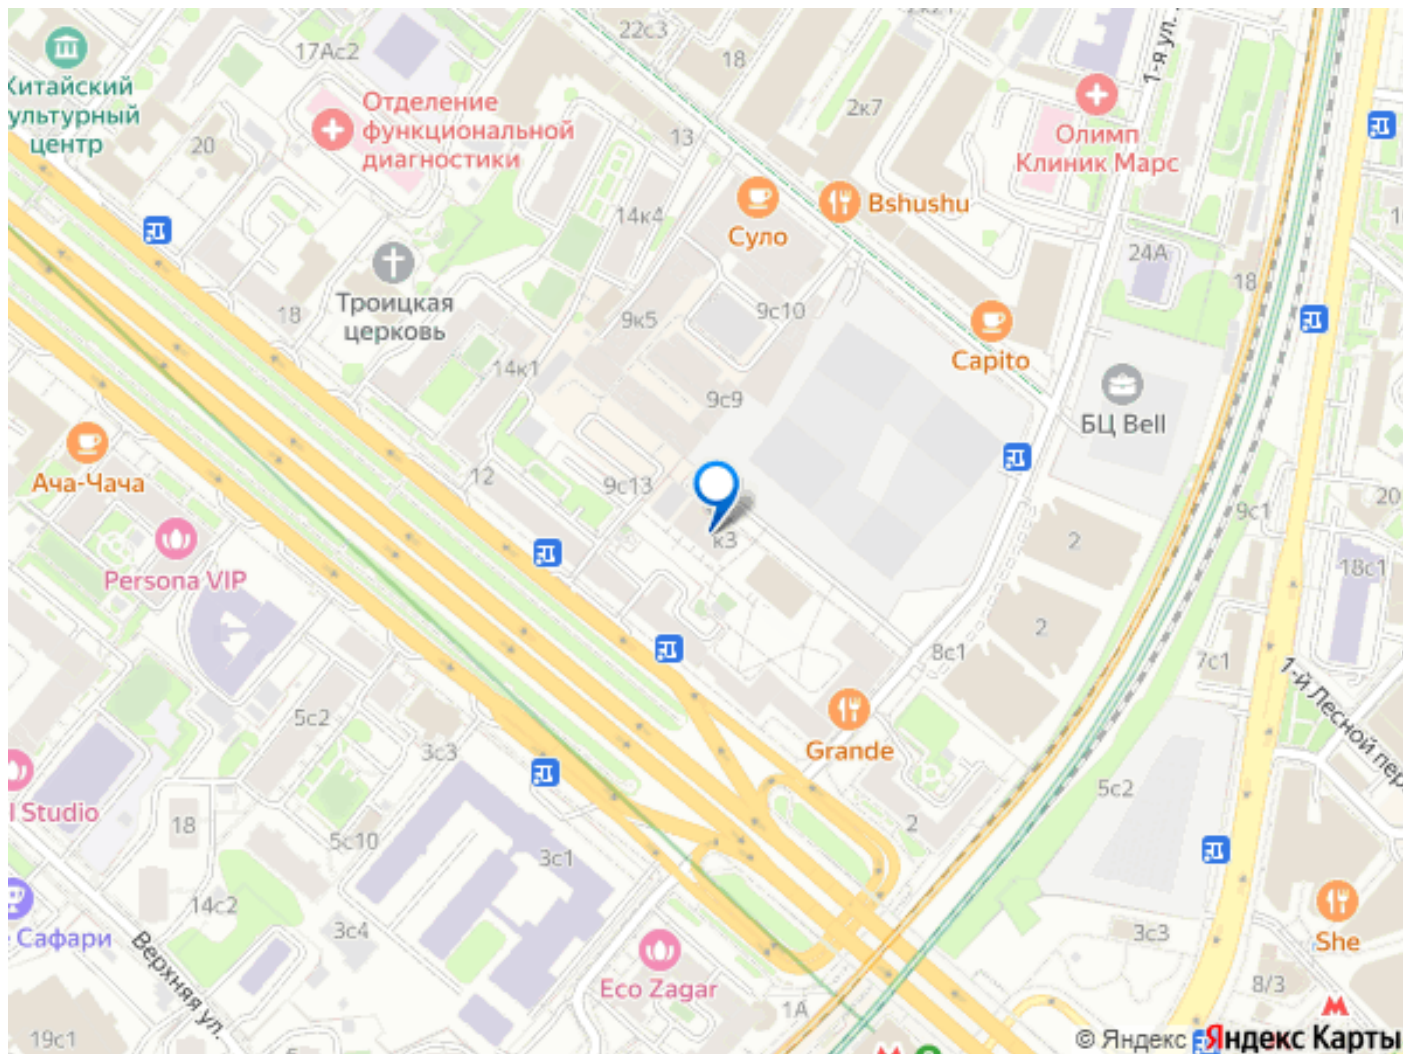 22с3
17Ас2
18
1-я ул.
Китайский
культурный
центр
Отделение
функциональной
диагностики
2к7
13
20
Олимп
Клиник Марс
14к4
Bshushu
Суло
24А
18
Троицкая
церковь
18
9к5
9с10
Capito
14к1
9с9
БЦ Bell
Ача-Чача
12
9с13
20
9с1
к3
2
18с1
Persona VIP
2
8с1
7с1
1-й Лесной пер
5с2
3с3
Grande
5с2
l Studio
18
5с10
3с1
2
14с2
3с4
Сафари
Верхняя ул.
3с3
She
Eco Zagar
8/3
1А
19с1
© Яндекс
Яндекс Карты